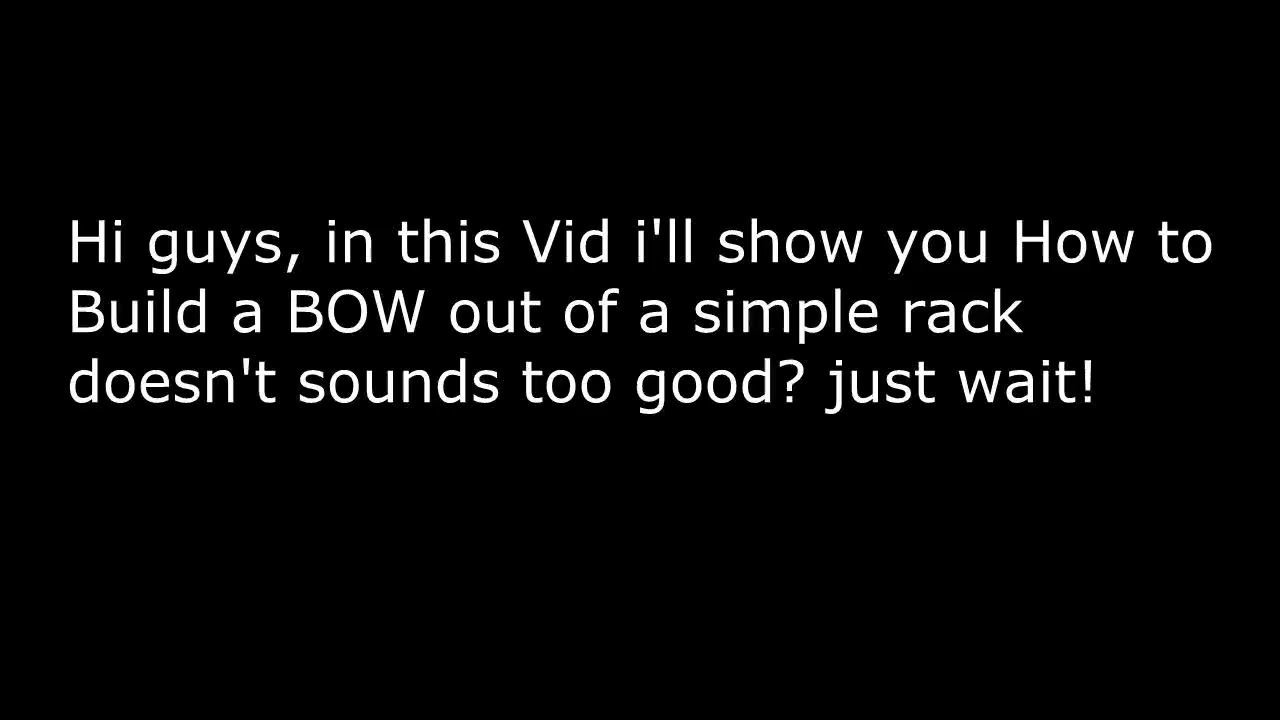 Hi guys, in this Vid i'll show you How to
Build a BOW out of a simple rack
doesn't sounds too good? just wait!